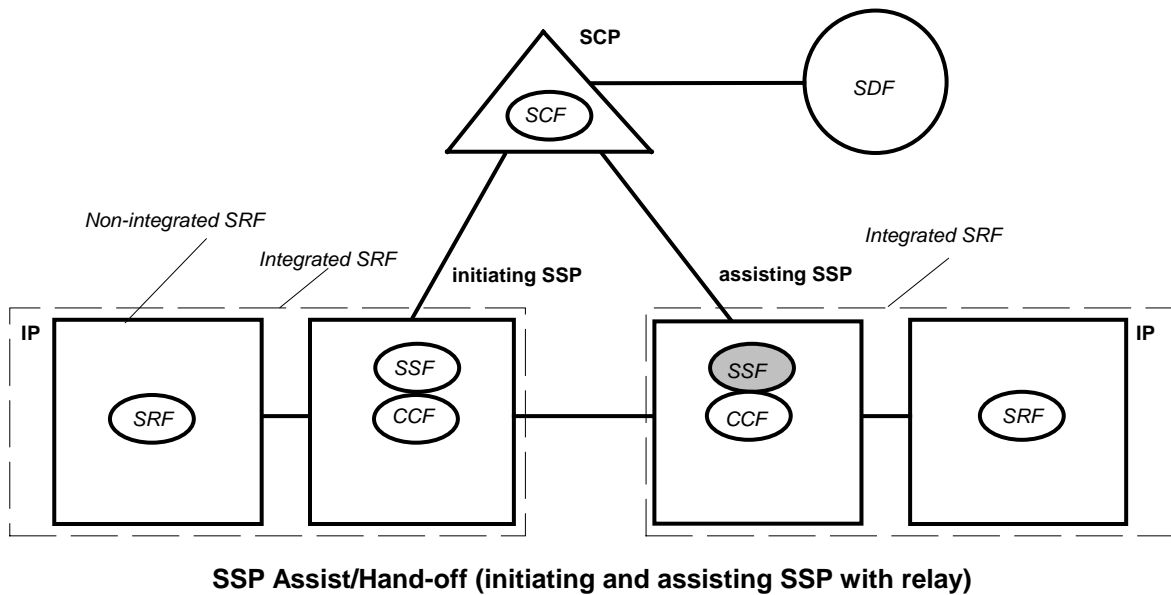 SCP
SDF
SCF
Non-integrated SRF
Integrated SRF
Integrated SRF
initiating SSP
assisting SSP
IP
IP
SSF
SSF
SRF
CCF
CCF
SRF
SSP Assist/Hand-off (initiating and assisting SSP with relay)